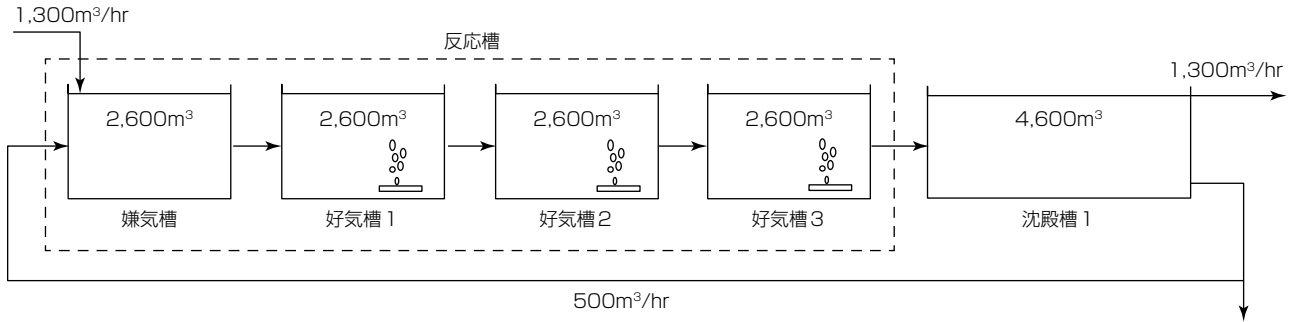 1,300m³/hr
反応槽
1,300m³/hr
2,600m³
2,600m³
2,600m³
2,600m³
4,600m³
嫌気槽
好気槽1
好気槽2
好気槽3
沈殿槽1
500m³/hr